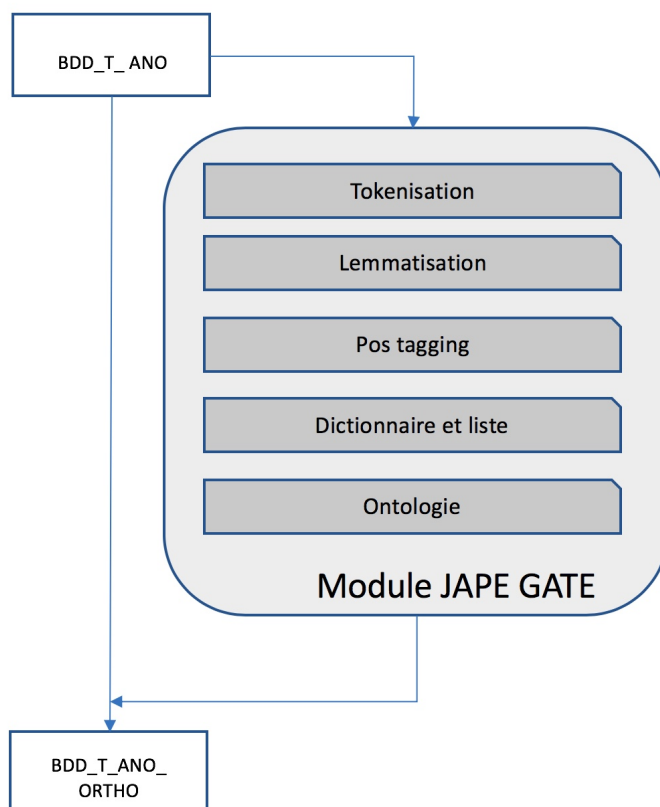 BDD_T_ ANO
Tokenisation
Lemmatisation
Pos tagging
Dictionnaire et liste
Ontologie
Module JAPE GATE
BDD_T_ANO_
ORTHO